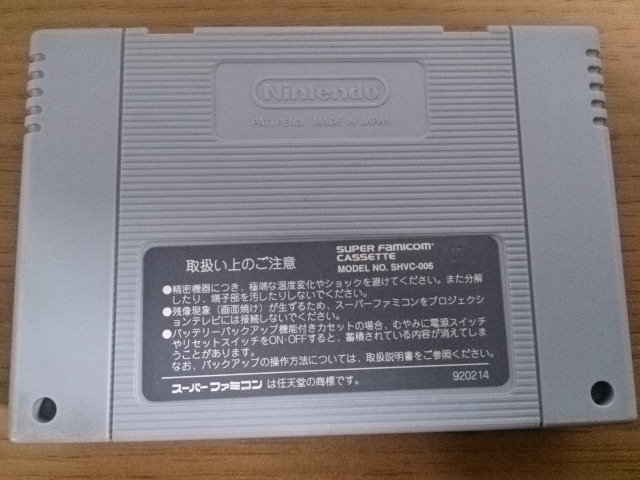 Nintendo
PAT. PEND. MADE IN JAPAN
取扱い上のご注意
SUPER FAMICOM
CASSETTE
MODEL NO. SHVC-006
●精密機器につき、極端な温度変化やショックを避けてください。また分解
したり、端子部を汚したりしないでください。
●残像現象（画面焼け）が生ずるため、スーパーファミコンをプロジェクシ
ョンテレビには接続しないでください。
●バッテリーバックアップ機能付きカセットの場合、むやみに電源スイッチ
やリセットスイッチをON・OFFすると、蓄積されている内容が消えてしま
うことがあります。
なお、バックアップの操作方法については、取扱説明書をご参照ください。
スーパーファミコン は任天堂の商標です。
920214